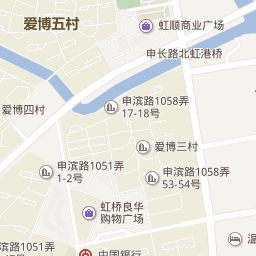 爱博五村
虹顺商业广场
申长路北虹港桥
爱博四村
申滨路1058弄
17-18号
爱博三村
申滨路1051弄
1-2号
申滨路1058弄
53-54号
虹桥良华
购物广场
申滨路1051弄
中国银行
温